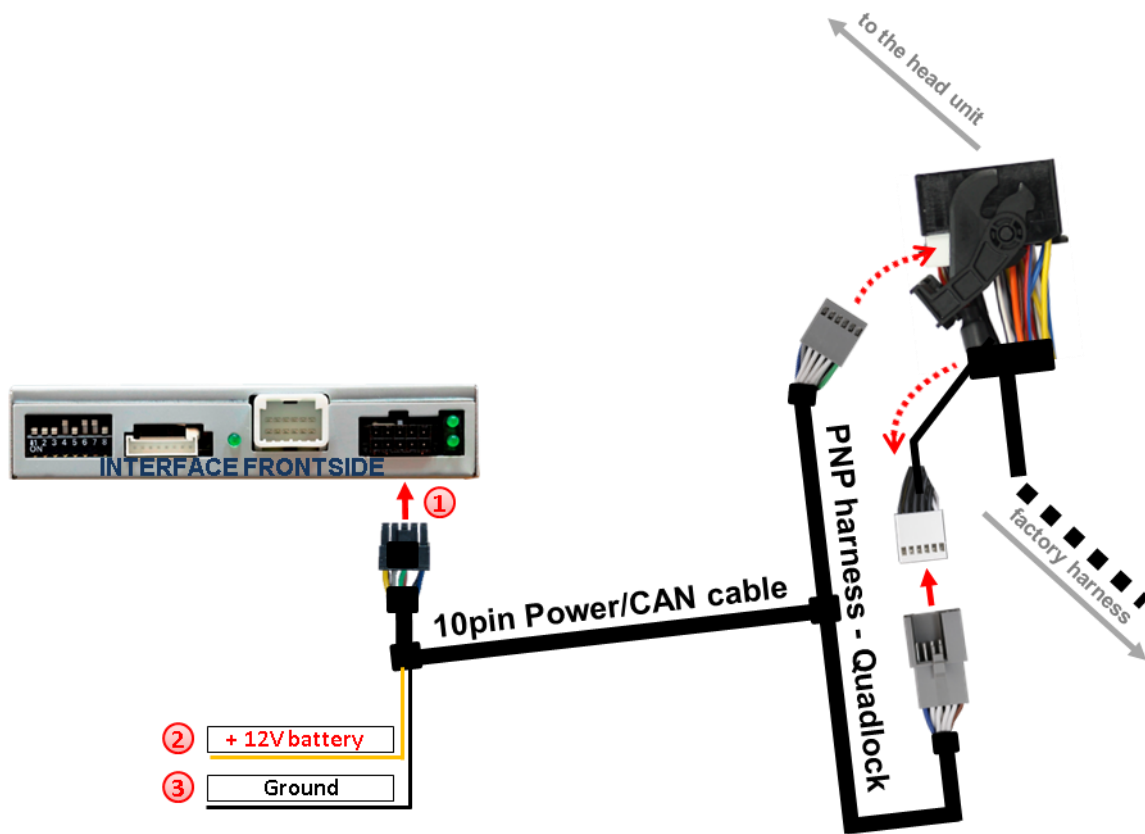 to the head unit
1 2 3 4 5 6 7 8
ON
INTERFACE FRONTSIDE
1
PNP harness - Quadlock
factory harness
10pin Power/CAN cable
2 + 12V battery
3 Ground